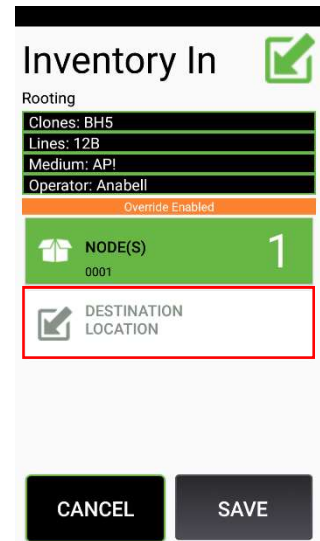 Inventory In
Rooting
Clones: BH5
Lines: 12B
Medium: AP!
Operator: Anabell
Override Enabled
NODE(S)
1
0001
DESTINATION
LOCATION
CANCEL
SAVE